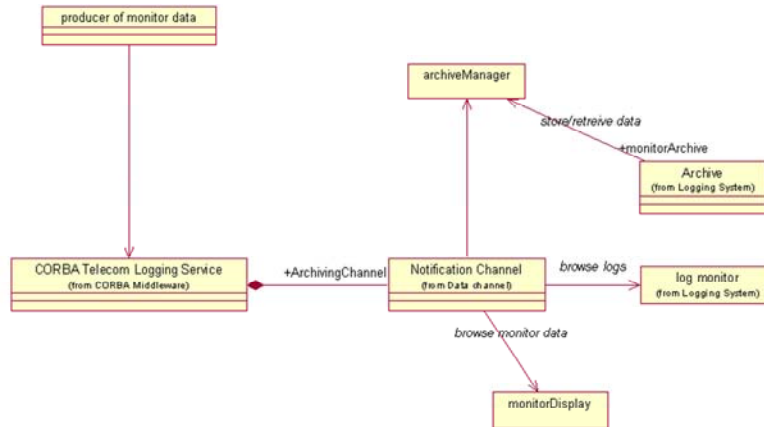 producer of monitor data
archiveManager
store/retreive data
+monitorArchive
Archive
(from Logging System)
CORBA Telecom Logging Service
(from CORBA Middleware)
+ArchivingChannel
Notification Channel
(from Data channel)
browse logs
log monitor
(from Logging System)
browse monitor data
monitorDisplay